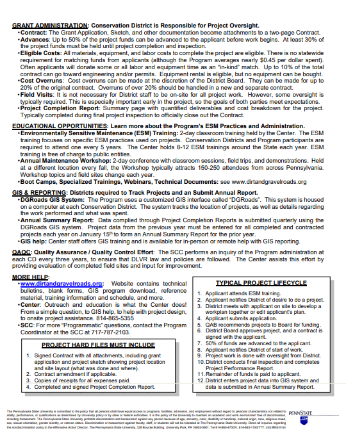 GRANT ADMINISTRATION: Conservation District is Responsible for Project Oversight.
•Contract: The Grant Application, Sketch, and other documentation become attachments to a two-page Contract.
•Advances: Up to 50% of the project funds can be advanced to the applicant before work begins. At least 30% of
the project funds must be held until project completion and inspection.
•Eligible Costs: All materials, equipment, and labor costs to complete the project are eligible. There is no statewide
requirement for matching funds from applicants (although the Program averages nearly $0.45 per dollar spent).
Often applicants will donate some or all labor and equipment time as an "in-kind" match. Up to 10% of the total
contract can go toward engineering and/or permits. Equipment rental is eligible, but no equipment can be bought.
•Cost Overruns: Cost overruns can be made at the discretion of the District Board. They can be made for up to
20% of the original contract. Overruns of over 20% should be handled in a new and separate contract.
•Field Visits: It is not necessary for District staff to be on-site for all project work. However, some oversight is
typically required. This is especially important early in the project, so the goals of both parties meet expectations.
•Project Completion Report: Summary page with quantified deliverables and cost breakdowns for the project.
Typically completed during final project inspection to officially close out the Contract
EDUCATIONAL OPPORTUNITIES: Learn more about the Program's ESM Practices and Administration.
•Environmentally Sensitive Maintenance (ESM) Training: 2-day classroom training held by the Center. The ESM
training focuses on specific ESM practices used on projects. Conservation Districts and Program Participants are
required to attend one every 5 years. The Center holds 8-12 ESM trainings around the State each year. ESM
training is free of charge to public entities.
•Annual Maintenance Workshop: 2 day conference with classroom sessions, field trips, and demonstrations. Held
at a different location every fall, the Workshop typically attracts 150-250 attendees from across Pennsylvania.
Workshop topics and field sites change each year.
•Boot Camps, Specialized Trainings, Webinars, Technical Documents: see www.dirtandgravelroads.org
GIS & REPORTING: Districts required to Track Projects and an Submit Annual Report.
•DGRoads GIS System: The Program uses a customized GIS interface called "DGRoads". This system is housed
on a computer at each Conservation District. The system tracks the location of projects, as well as details regarding
the work performed and what was spent.
•Annual Summary Report: Data compiled through Project Completion Reports is submitted quarterly using the
DGRoads GIS system. Project data from the previous year must be entered for all completed and contracted
projects each year on January 15th to form an Annual Summary Report for the prior year.
•GIS help: Center staff offers GIS training and is available for in-person or remote help with GIS reporting.
QAQC: Quality Assurance / Quality Control Effort: The SCC performs an inquiry of the Program administration at
each CD every three years, to ensure that DLVR law and policies are followed. The Center assists this effort by
providing evaluation of completed field sites and input for improvement.
MORE HELP:
•www.dirtandgravelroads.org: Website contains technical
bulletins, blank forms, GIS program download, reference
material, training information and schedule, and more.
•Center: Outreach and education is what the Center does!
From a simple question, to GIS help, to help with project design,
to onsite project assistance. 814-865-5355
•SCC: For more "Programmatic" questions, contact the Program
Coordinator at the SCC at 717-787-2103.
PROJECT HARD FILES MUST INCLUDE
1. Signed Contract with all attachments, including grant
application and project sketch showing project location
and site layout (what was done and where).
2. Contract amendment if applicable.
3. Copies of receipts for all expenses paid.
4. Completed and signed Project Completion Report.
TYPICAL PROJECT LIFECYCLE
1. Applicant attends ESM training.
2. Applicant notifies District of desire to do a project.
3. District meets with applicant on site to develop a
workplan together or edit applicant's plan.
4. Applicant submits application.
5. QAB recommends projects to Board for funding
6. District Board approves project, and a contract is
signed with the applicant.
7. 50% of funds are advanced to the applicant.
8. Applicant notifies District of start of work.
9. Project work is done with oversight from District.
10. District conducts final inspection and completes
Project Performance Report.
11. Remainder of funds is paid to applicant.
12. District enters project data into GIS system and
data is submitted in Annual Summary Report.
PENNSTATE